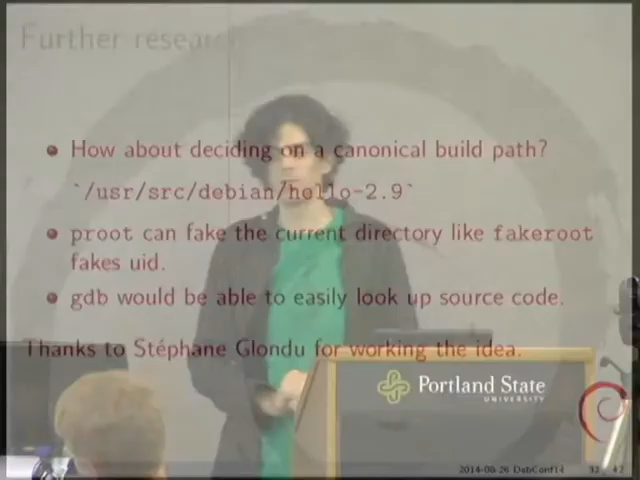 Further research
• How about deciding on a canonical build path?
`/usr/src/debian/hello-2.9`
• proot can fake the current directory like fakeroot
fakes uid.
• gdb would be able to easily look up source code.
Thanks to Stéphane Glondu for working the idea.
Portland State
UNIVERSITY
2014-08-26 DebConf14